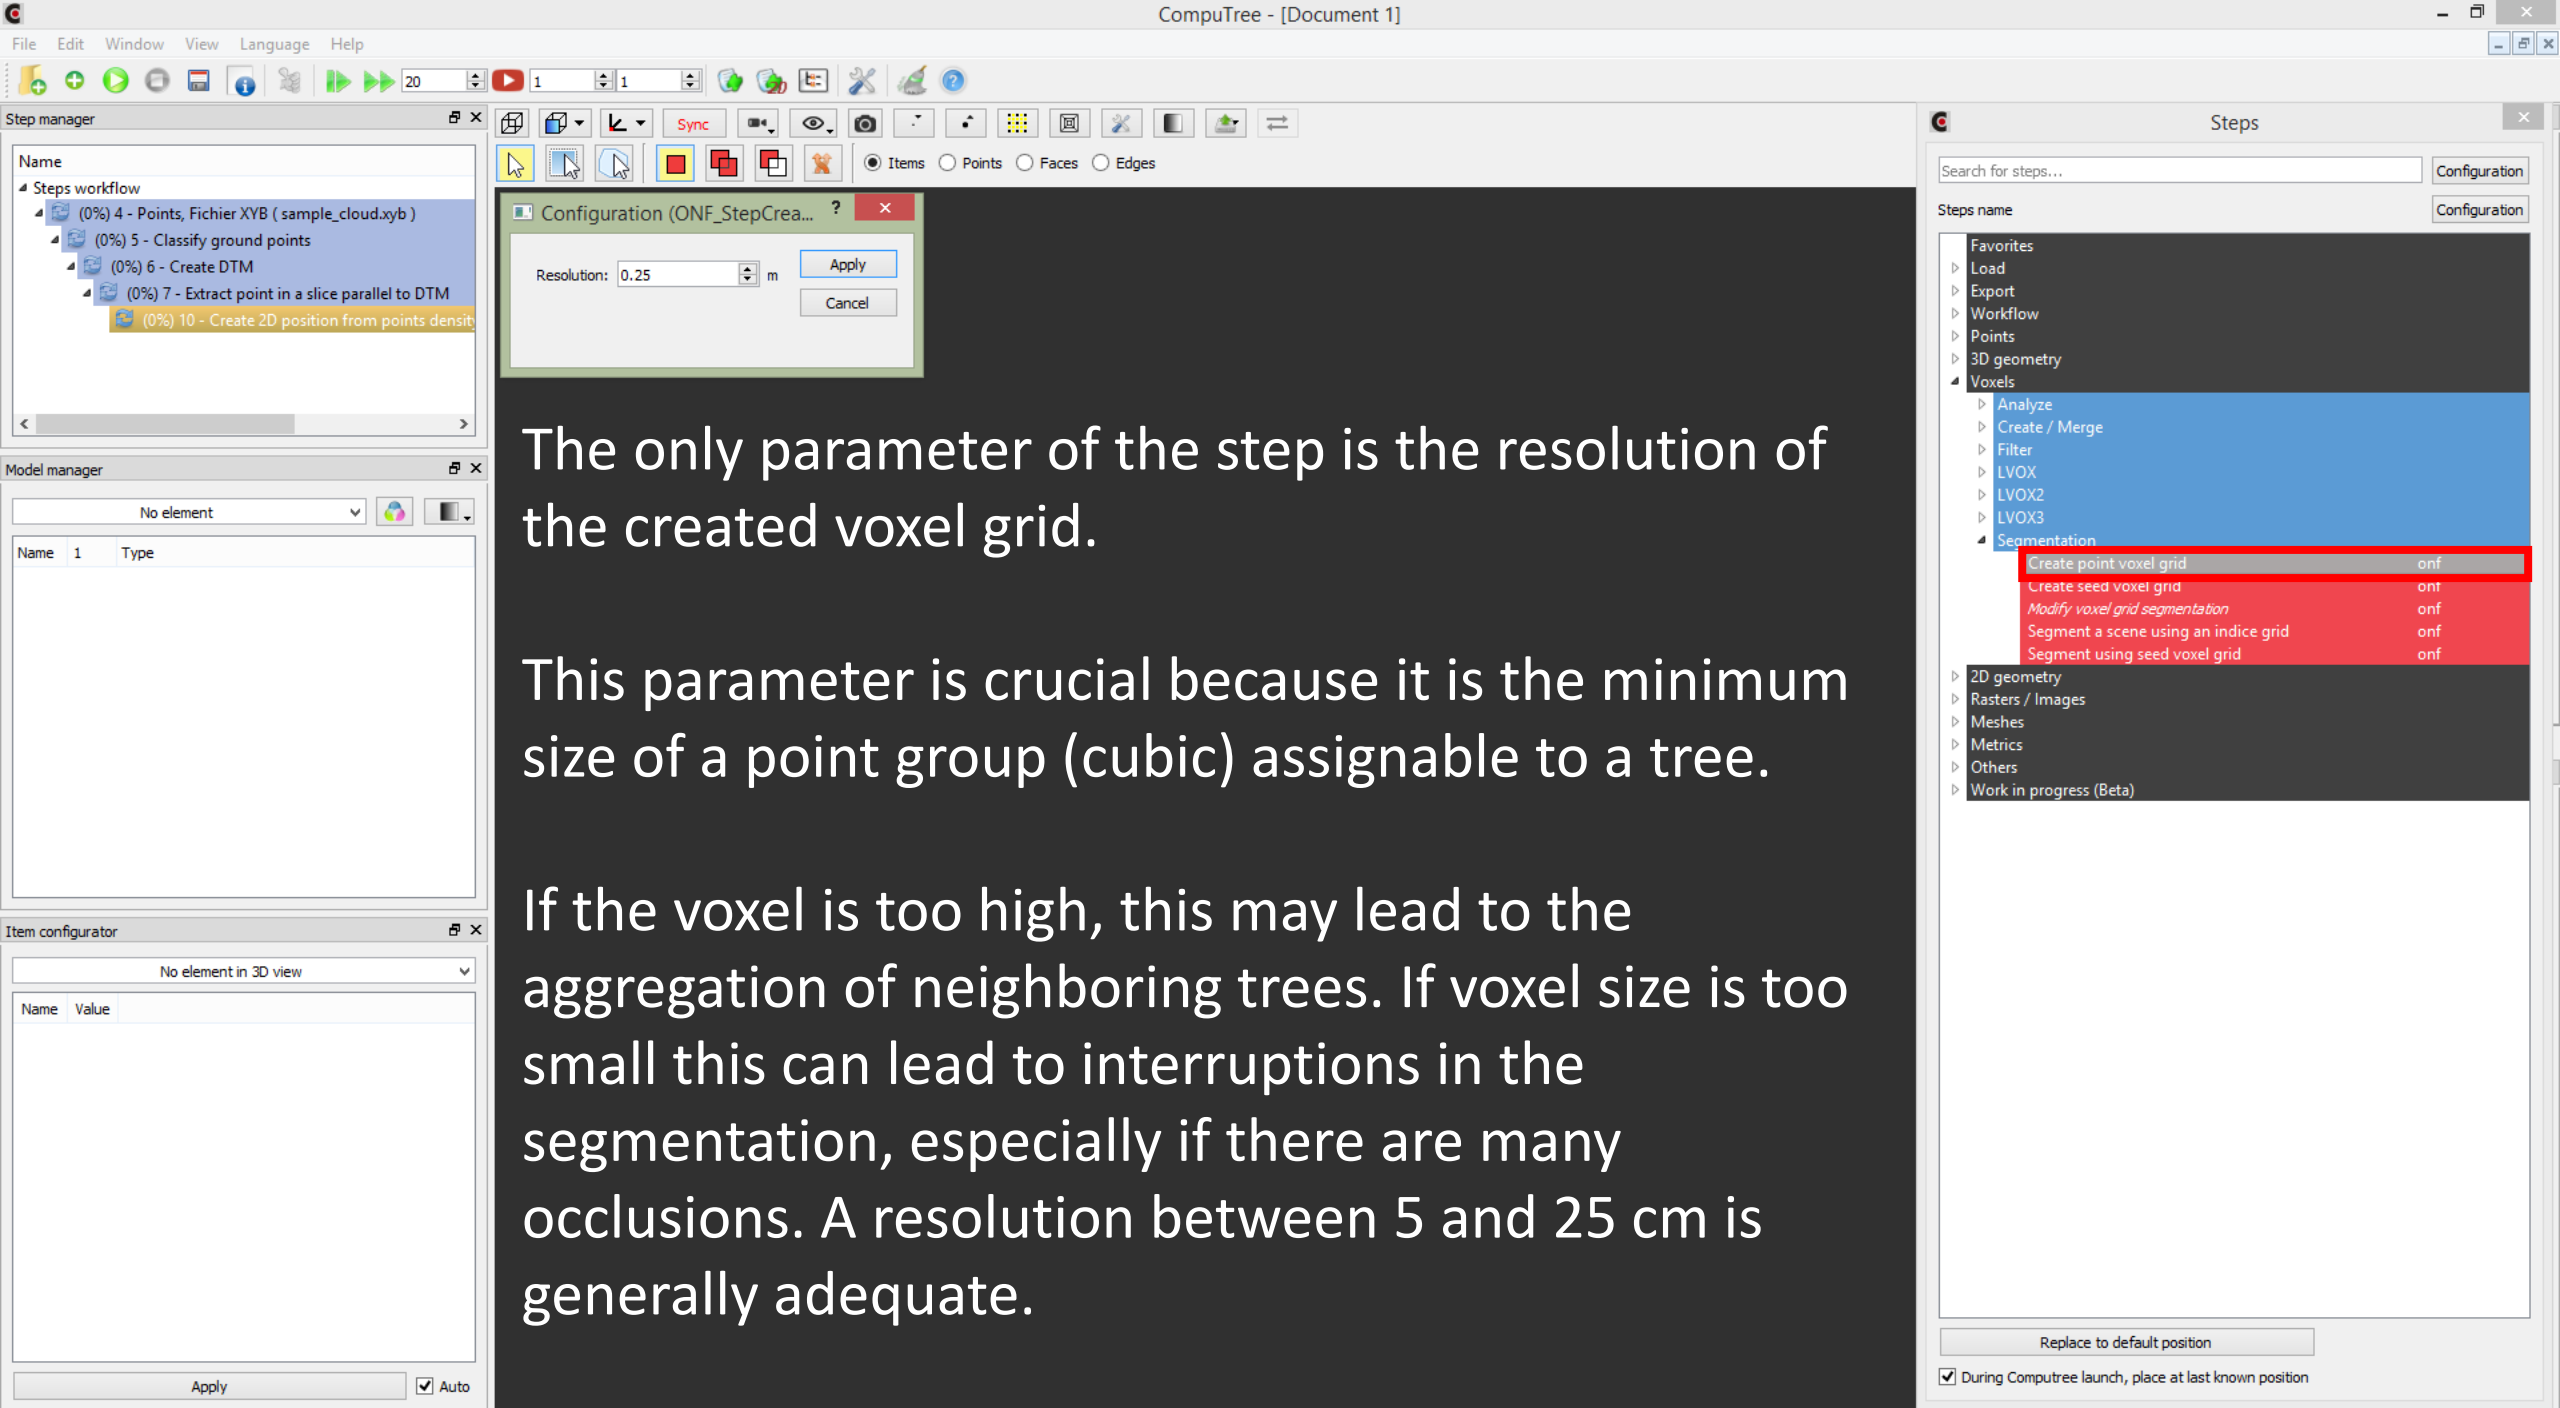 CompuTree - [Document 1]
File Edit Window View Language Help
20 1 1
Step manager
Name
Steps workflow
(0%) 4 - Points, Fichier XYB ( sample_cloud.xyb )
(0%) 5 - Classify ground points
(0%) 6 - Create DTM
(0%) 7 - Extract point in a slice parallel to DTM
(0%) 10 - Create 2D position from points densit
Model manager
No element
Name 1 Type
Item configurator
No element in 3D view
Name Value
Apply Auto
Sync
Items Points Faces Edges
Configuration (ONF_StepCrea... ?
Resolution: 0.25 m
Apply
Cancel
The only parameter of the step is the resolution of
the created voxel grid.
This parameter is crucial because it is the minimum
size of a point group (cubic) assignable to a tree.
If the voxel is too high, this may lead to the
aggregation of neighboring trees. If voxel size is too
small this can lead to interruptions in the
segmentation, especially if there are many
occlusions. A resolution between 5 and 25 cm is
generally adequate.
Steps
Search for steps... Configuration
Steps name Configuration
Favorites
Load
Export
Workflow
Points
3D geometry
Voxels
Analyze
Create / Merge
Filter
LVOX
LVOX2
LVOX3
Segmentation
Create point voxel grid onf
Create seed voxel grid onf
Modify voxel grid segmentation onf
Segment a scene using an indice grid onf
Segment using seed voxel grid onf
2D geometry
Rasters / Images
Meshes
Metrics
Others
Work in progress (Beta)
Replace to default position
During Computree launch, place at last known position